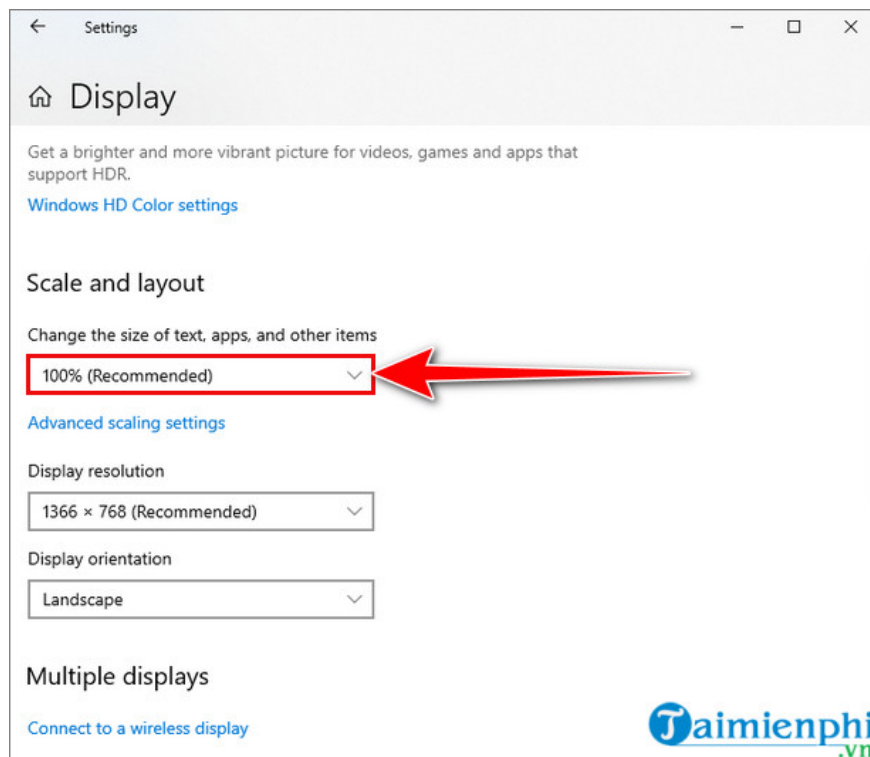 Settings
Display
Get a brighter and more vibrant picture for videos, games and apps that
support HDR.
Windows HD Color settings
Scale and layout
Change the size of text, apps, and other items
100% (Recommended)
Advanced scaling settings
Display resolution
1366 × 768 (Recommended)
Display orientation
Landscape
Multiple displays
Connect to a wireless display
Taimienphi
.vn